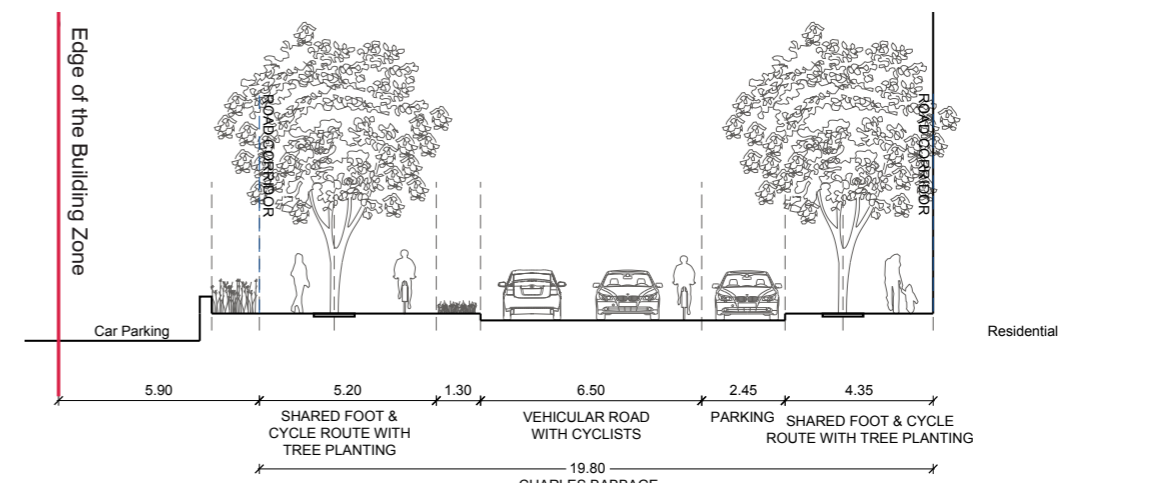 Edge of the Building Zone
ROAD CORRIDOR
ROAD CORRIDOR
Car Parking
Residential
5.90
5.20
1.30
6.50
2.45
4.35
SHARED FOOT &
CYCLE ROUTE WITH
TREE PLANTING
VEHICULAR ROAD
WITH CYCLISTS
PARKING
SHARED FOOT & CYCLE
ROUTE WITH TREE PLANTING
19.80
CHARLES BABBAGE